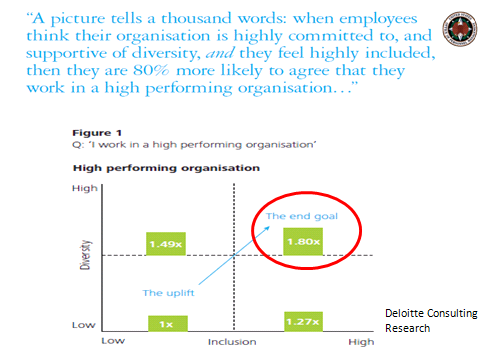 “A picture tells a thousand words: when employees
think their organisation is highly committed to, and
supportive of diversity, and they feel highly included,
then they are 80% more likely to agree that they
work in a high performing organisation…”
Figure 1
Q: ‘I work in a high performing organisation’
High performing organisation
High
The end goal
1.49x
1.80x
Diversity
The uplift
1x
1.27x
Low
Low
Inclusion
High
Deloitte Consulting
Research